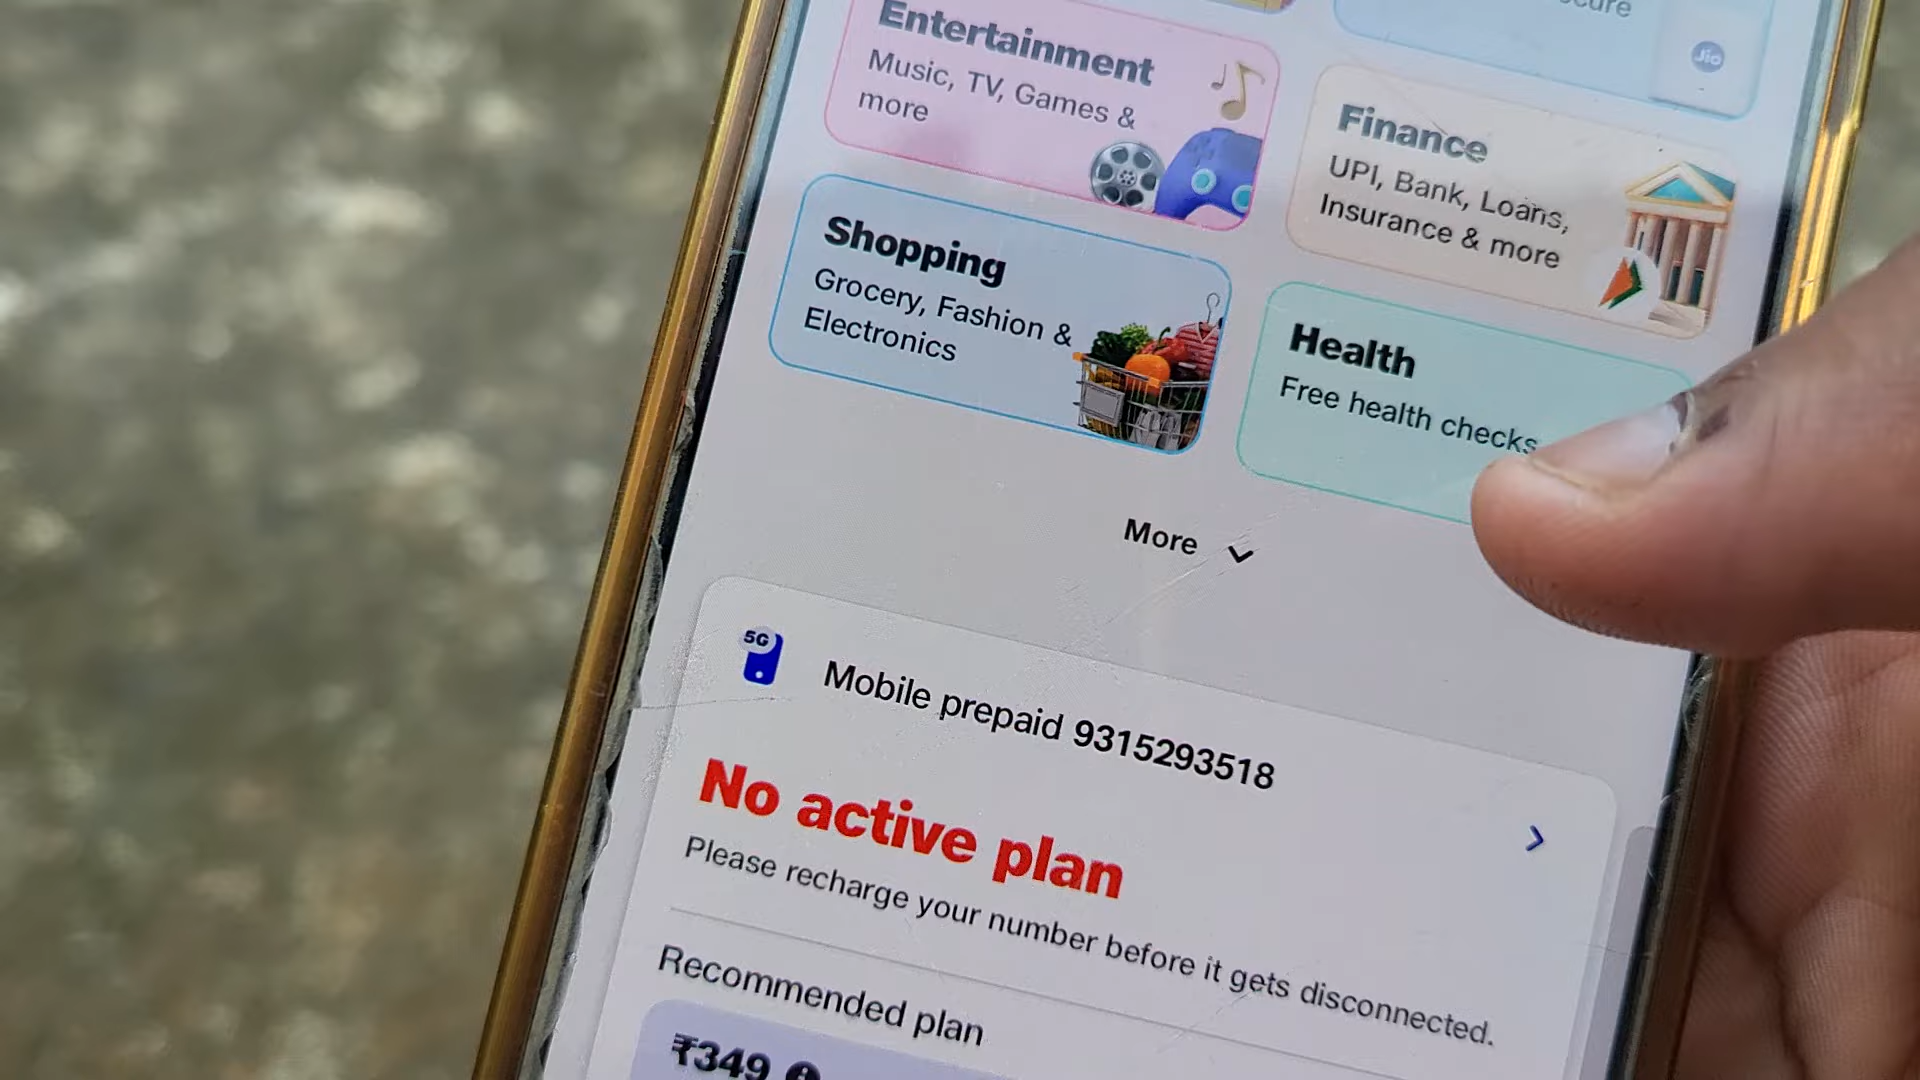 cure
Jio
Entertainment
Music, TV, Games &
more
Finance
UPI, Bank, Loans,
Insurance & more
Shopping
Grocery, Fashion &
Electronics
Health
Free health checks
More
5G
Mobile prepaid 9315293518
No active plan
Please recharge your number before it gets disconnected.
Recommended plan
₹349